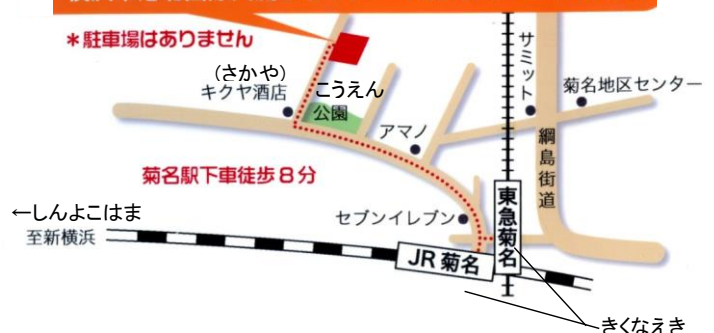 ＊駐車場はありません
サミット
(さかや)
キクヤ酒店
こうえん
公園
菊名地区センター
アマノ
綱島街道
菊名駅下車徒歩８分
←しんよこはま
至新横浜
セブンイレブン
東急菊名
JR 菊名
きくなえき